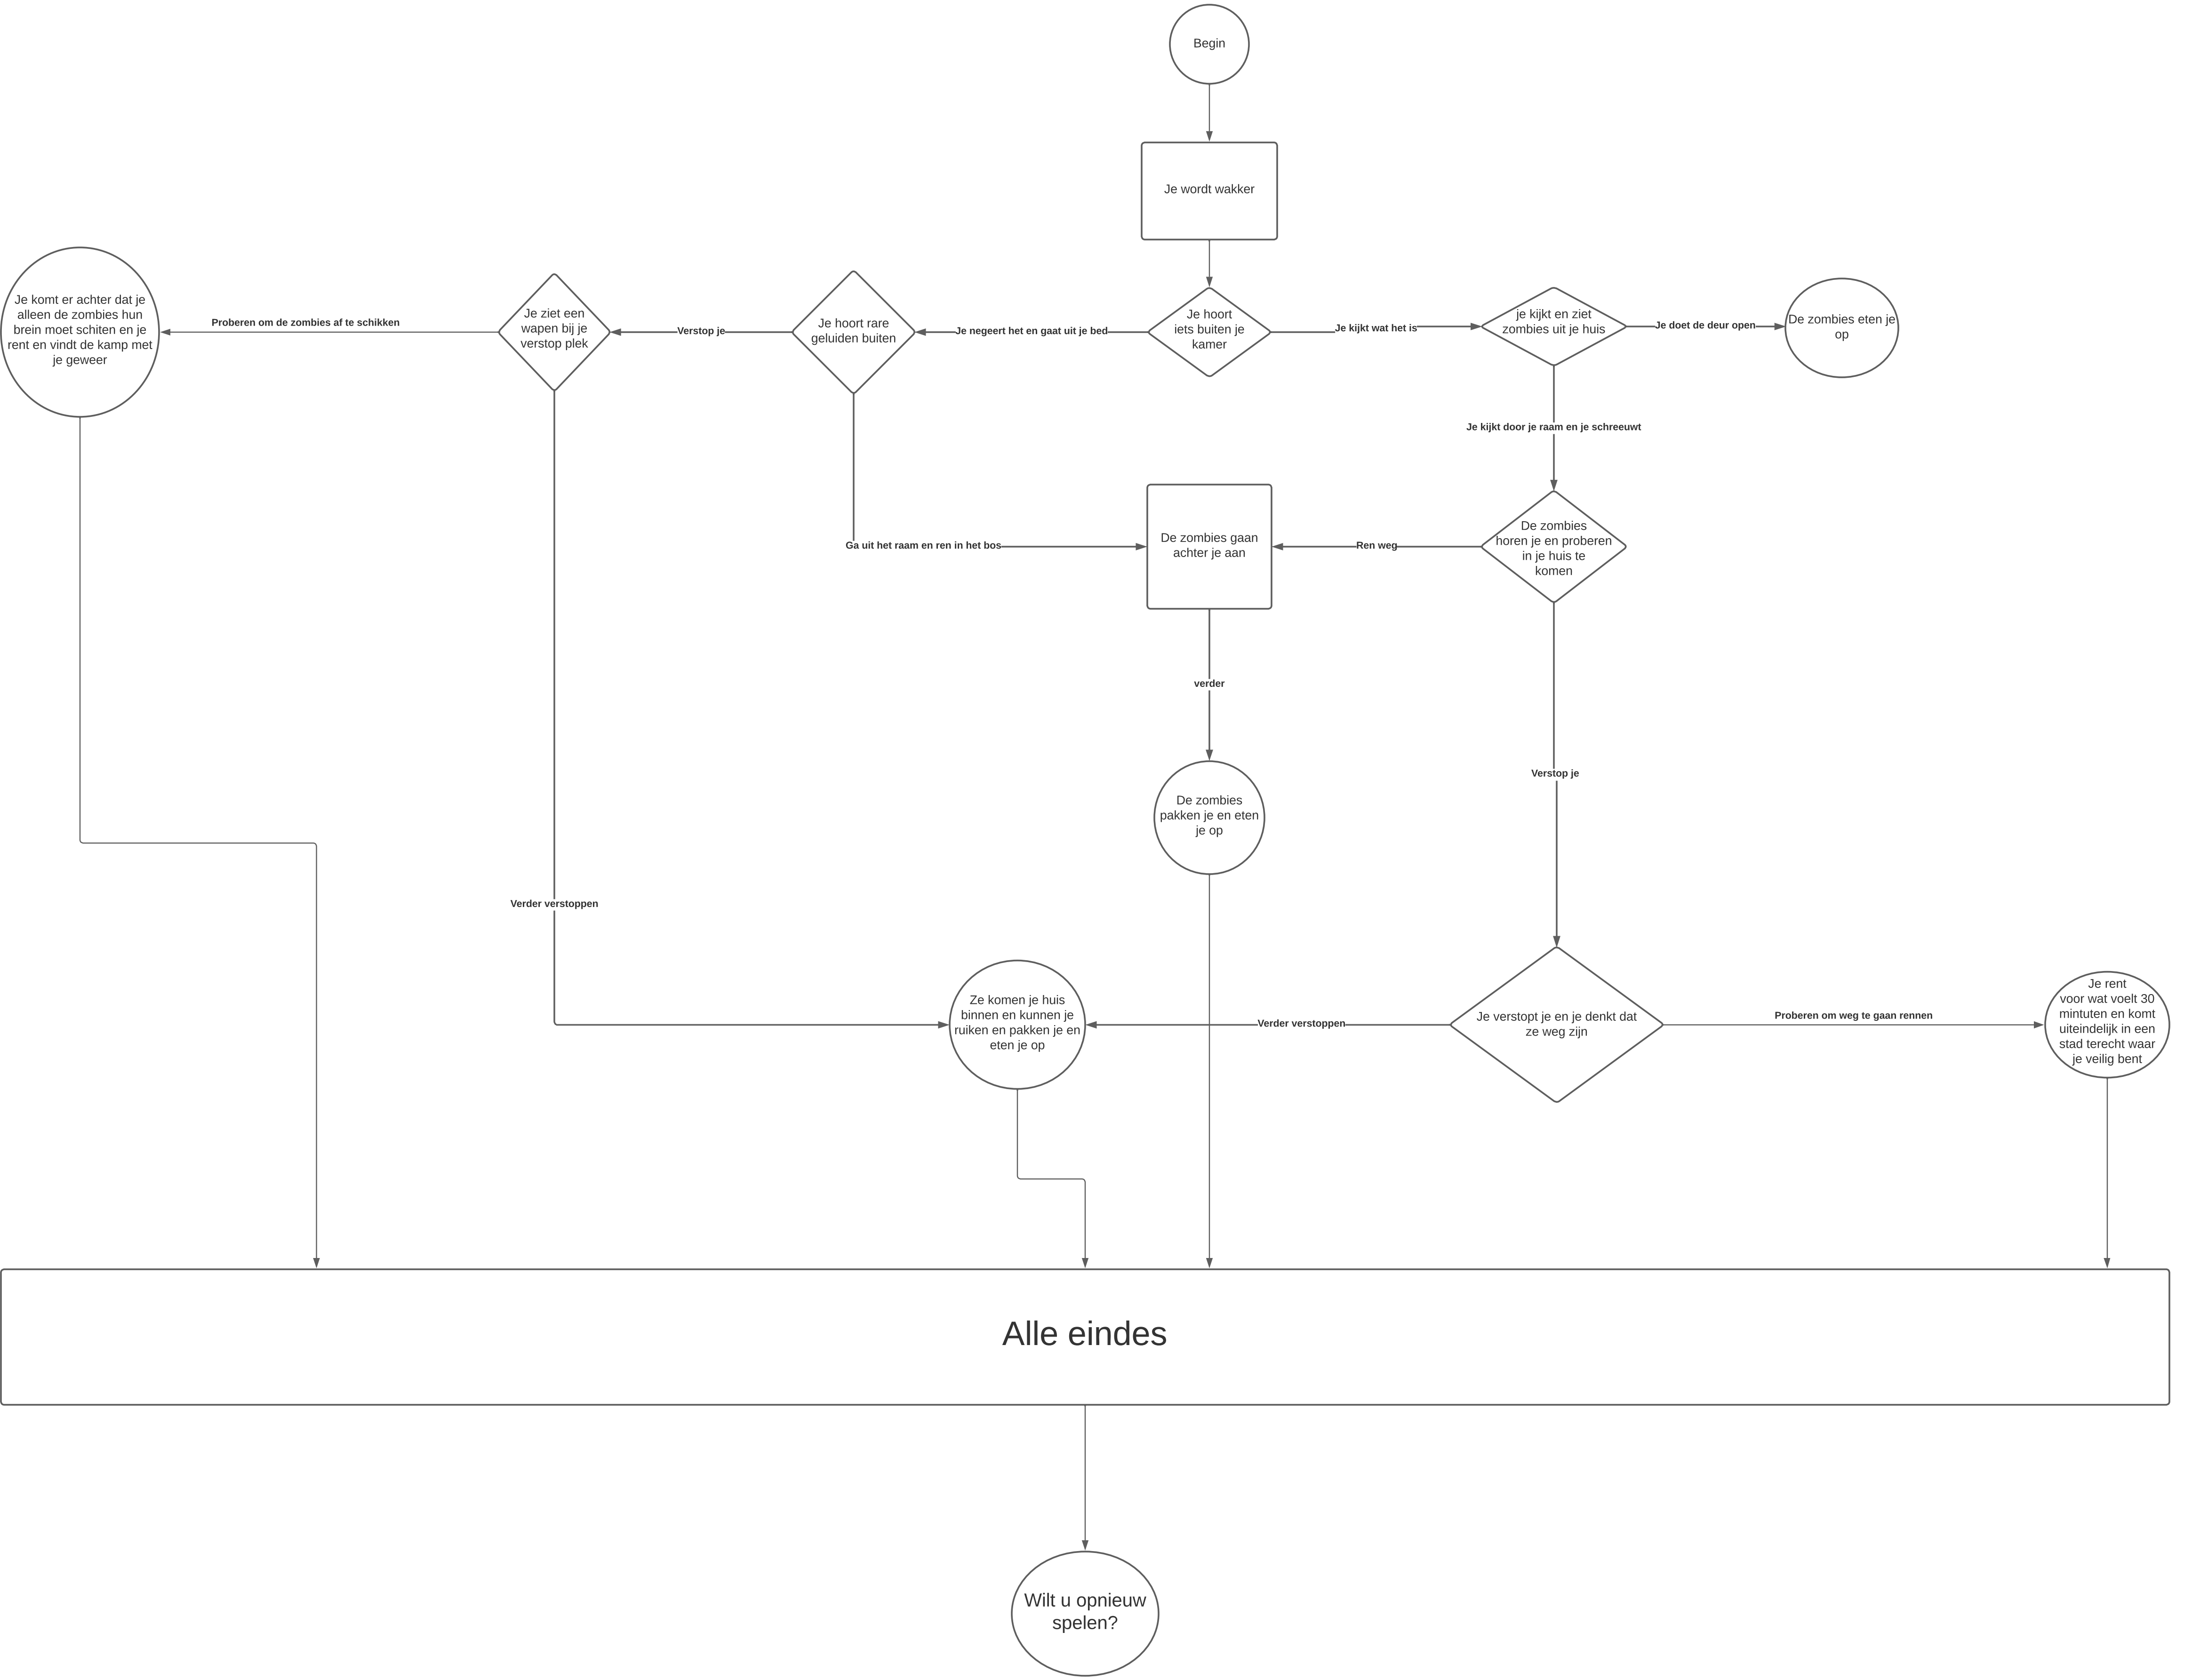 Begin
Je wordt wakker
Je komt er achter dat je
alleen de zombies hun
brein moet schiten en je
rent en vindt de kamp met
je geweer
Proberen om de zombies af te schikken
Je ziet een
wapen bij je
verstop plek
Verstop je
Je hoort rare
geluiden buiten
Je negeert het en gaat uit je bed
Je hoort
iets buiten je
kamer
Je kijkt wat het is
je kijkt en ziet
zombies uit je huis
Je doet de deur open
De zombies eten je
op
Je kijkt door je raam en je schreeuwt
Ga uit het raam en ren in het bos
De zombies gaan
achter je aan
Ren weg
De zombies
horen je en proberen
in je huis te
komen
verder
Verstop je
De zombies
pakken je en eten
je op
Verder verstoppen
Ze komen je huis
binnen en kunnen je
ruiken en pakken je en
eten je op
Verder verstoppen
Je verstopt je en je denkt dat
ze weg zijn
Proberen om weg te gaan rennen
Je rent
voor wat voelt 30
mintuten en komt
uiteindelijk in een
stad terecht waar
je veilig bent
Alle eindes
Wilt u opnieuw
spelen?